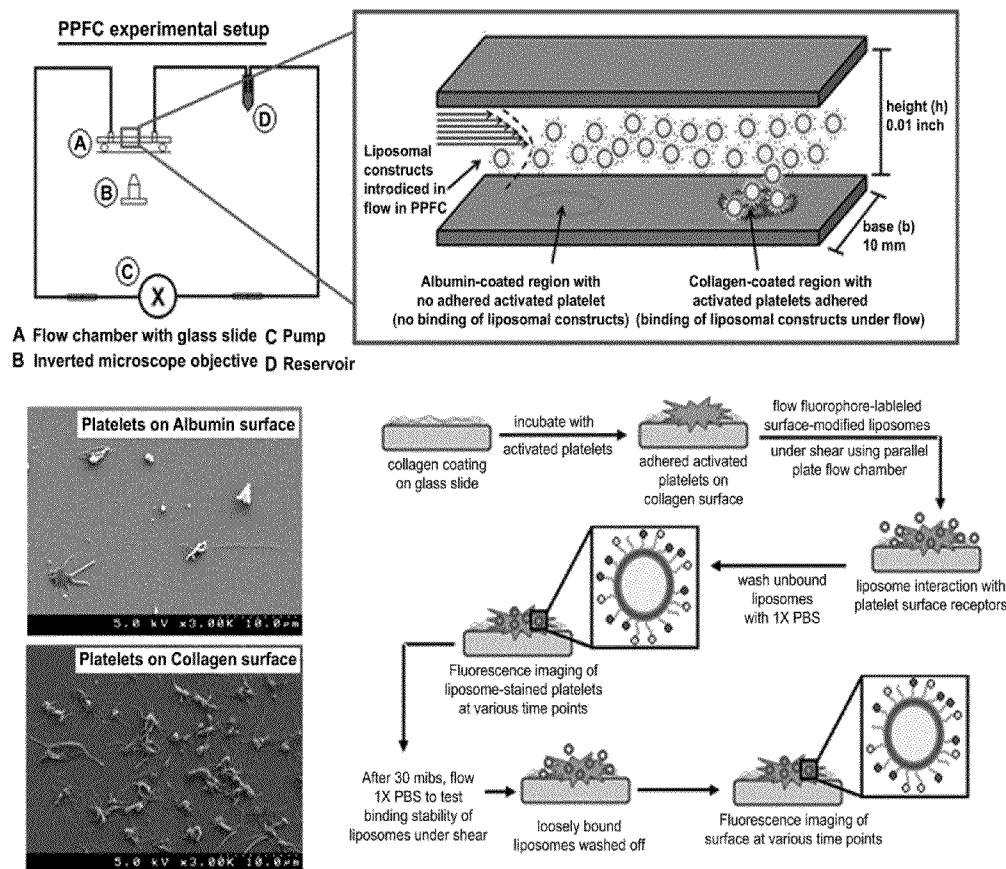 PPFC experimental setup
A
B
C
D
X
A Flow chamber with glass slide C Pump
B Inverted microscope objective D Reservoir
Liposomal
constructs
introdiced in
flow in PPFC
height (h)
0.01 inch
base (b)
10 mm
Albumin-coated region with
no adhered activated platelet
(no binding of liposomal constructs)
Collagen-coated region with
activated platelets adhered
(binding of liposomal constructs under flow)
Platelets on Albumin surface
5.0 kV x3.00K 10.0µm
Platelets on Collagen surface
5.0 kV x3.00K 10.0µm
collagen coating
on glass slide
incubate with
activated platelets
adhered activated
platelets on
collagen surface
flow fluorophore-lableled
surface-modified liposomes
under shear using parallel
plate flow chamber
liposome interaction with
platelet surface receptors
wash unbound
liposomes
with 1X PBS
Fluorescence imaging of
liposome-stained platelets
at various time points
After 30 mibs, flow
1X PBS to test
binding stability of
liposomes under shear
loosely bound
liposomes washed off
Fluorescence imaging of
surface at various time points